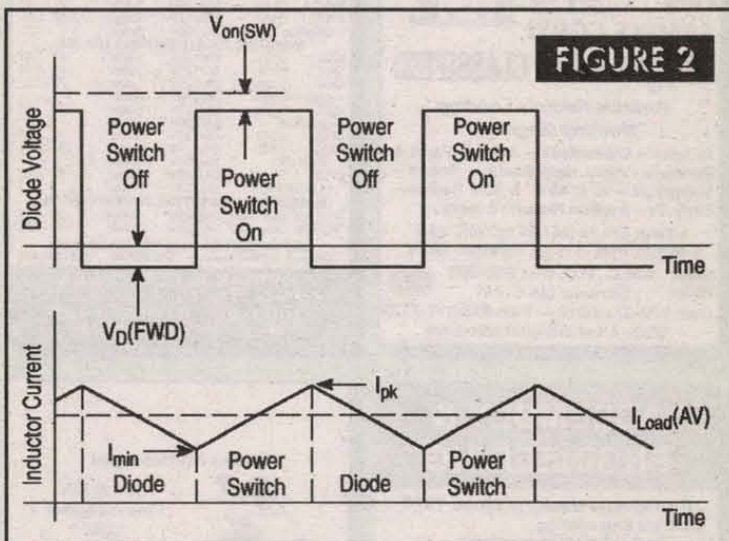 V_on(SW)
FIGURE 2
Diode Voltage
Power
Switch
Off
Power
Switch
On
Power
Switch
Off
Power
Switch
On
Time
V_D(FWD)
Inductor Current
I_pk
I_Load(AV)
I_min
Diode
Power
Switch
Diode
Power
Switch
Time